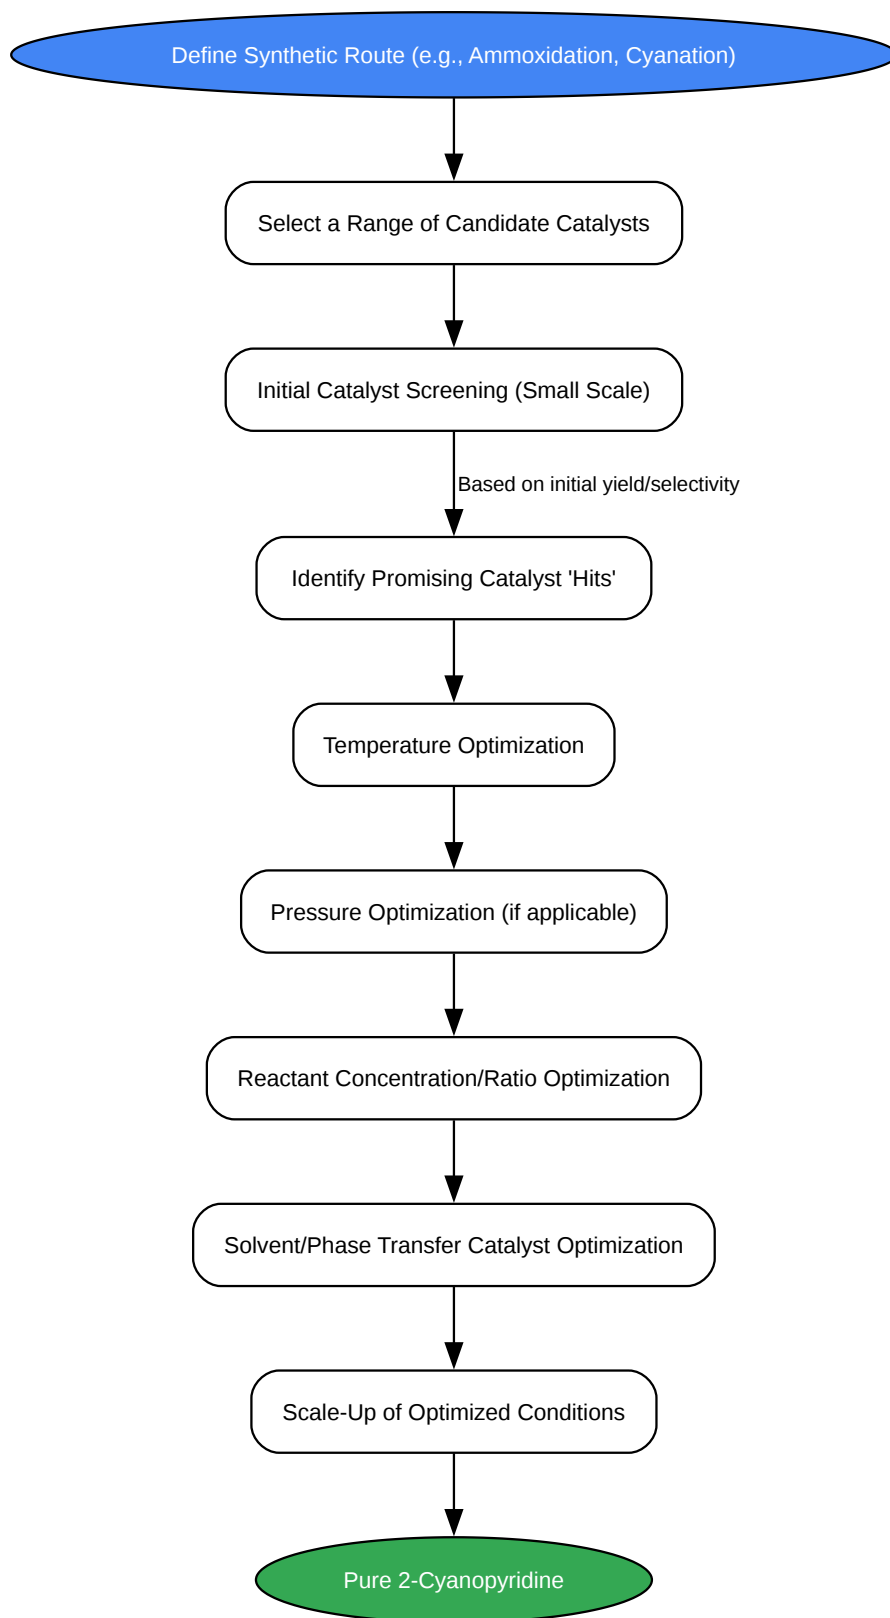 Define Synthetic Route (e.g., Ammoxidation, Cyanation)
Select a Range of Candidate Catalysts
Initial Catalyst Screening (Small Scale)
Based on initial yield/selectivity
Identify Promising Catalyst 'Hits'
Temperature Optimization
Pressure Optimization (if applicable)
Reactant Concentration/Ratio Optimization
Solvent/Phase Transfer Catalyst Optimization
Scale-Up of Optimized Conditions
Pure 2-Cyanopyridine